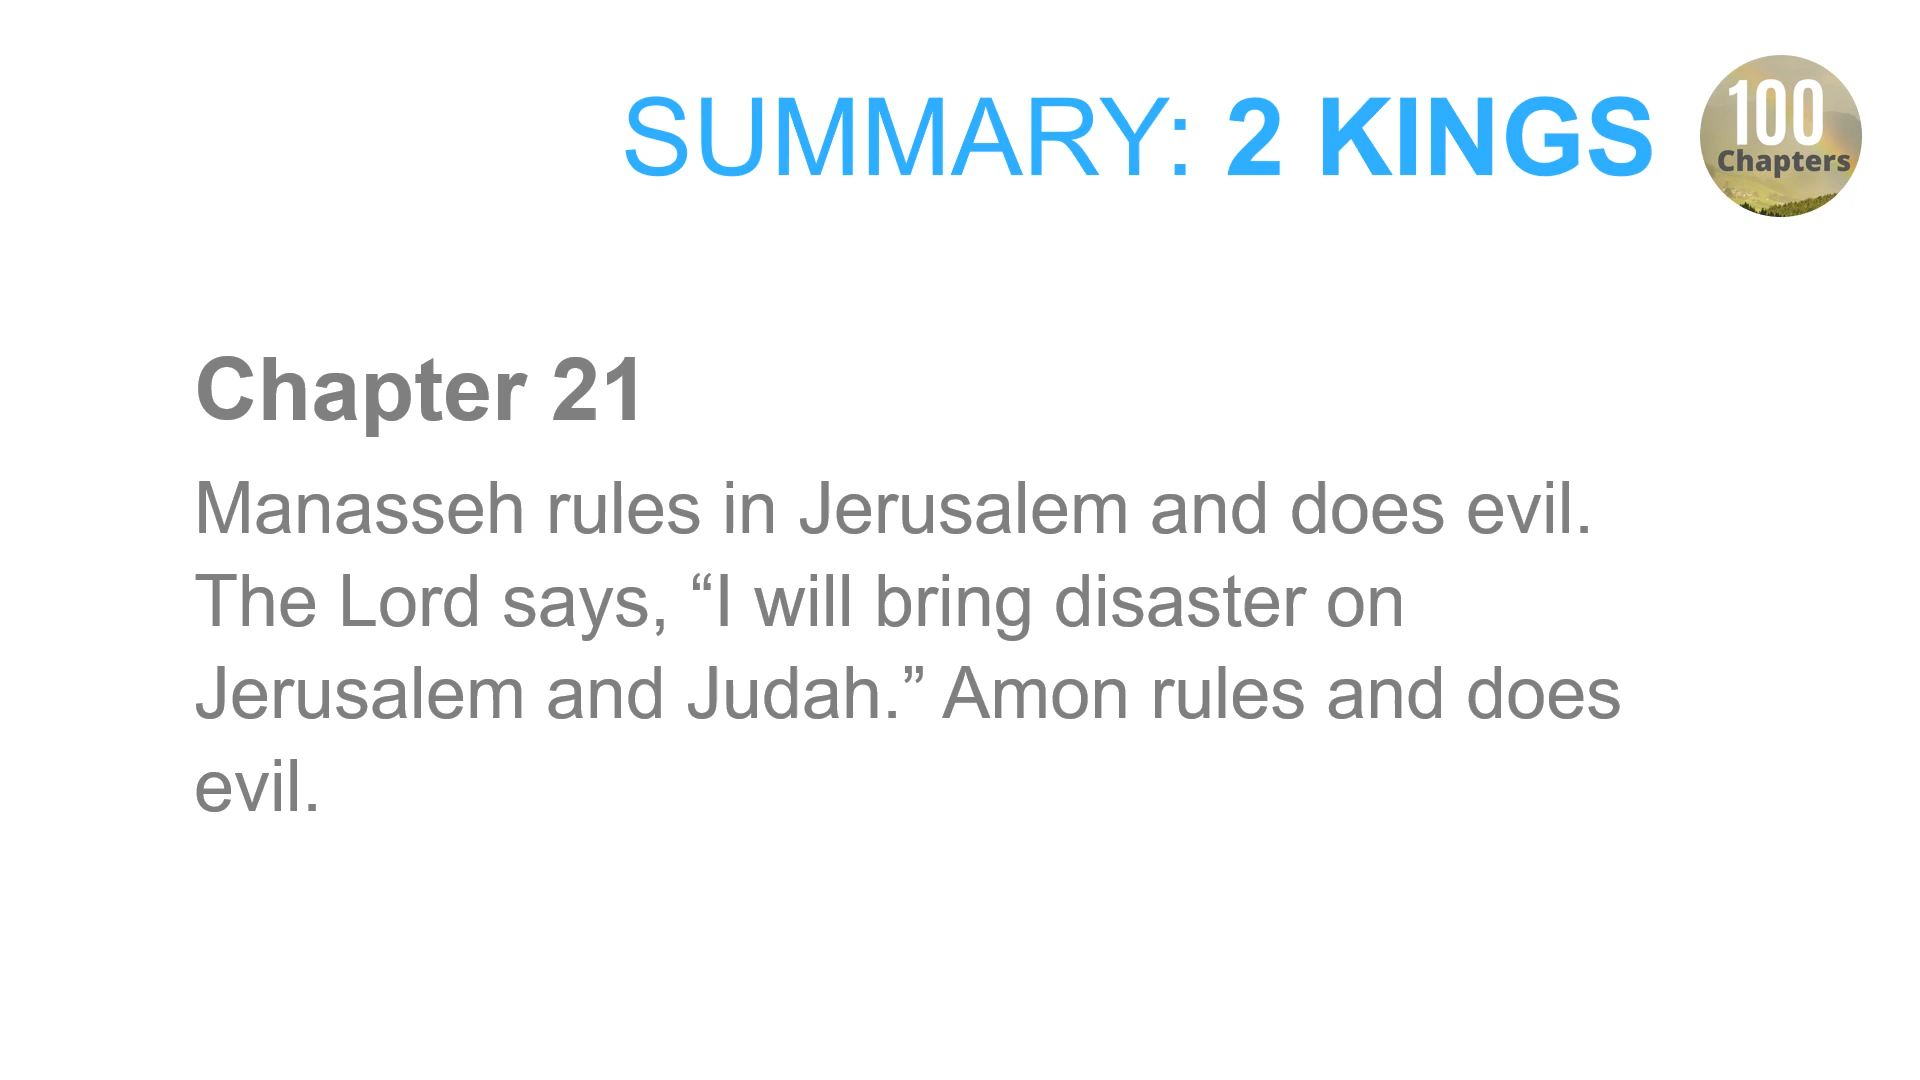 SUMMARY: 2 KINGS
100
Chapters
Chapter 21
Manasseh rules in Jerusalem and does evil.
The Lord says, “I will bring disaster on
Jerusalem and Judah.” Amon rules and does
evil.